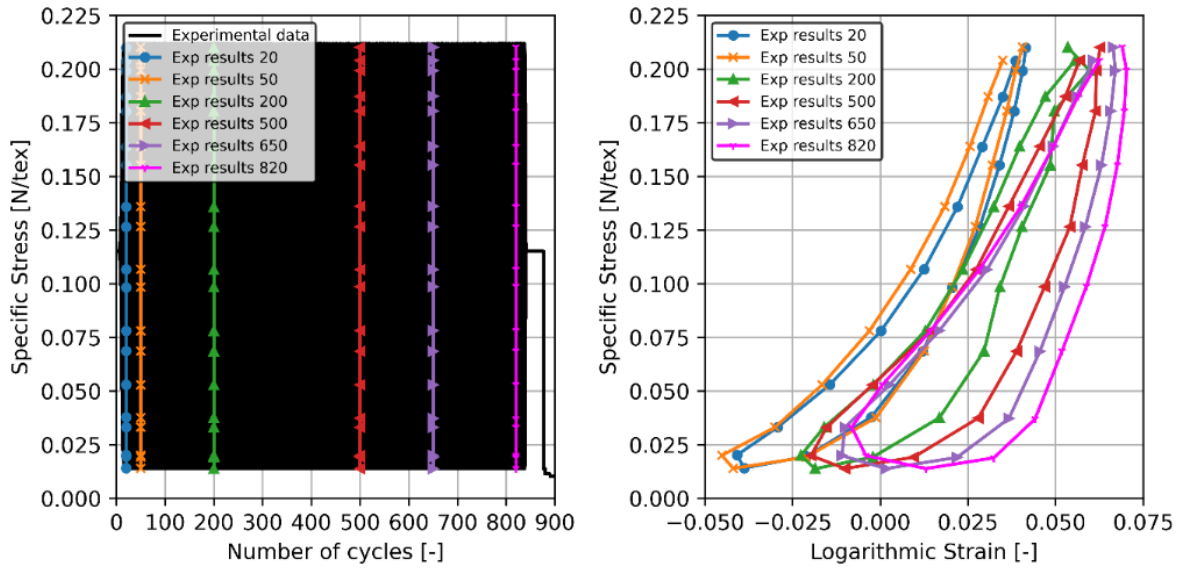 0.225
0.200
0.175
0.150
0.125
0.100
0.075
0.050
0.025
0.000
Specific Stress [N/tex]
Experimental data
Exp results 20
Exp results 50
Exp results 200
Exp results 500
Exp results 650
Exp results 820
0 100 200 300 400 500 600 700 800 900
Number of cycles [-]
0.225
0.200
0.175
0.150
0.125
0.100
0.075
0.050
0.025
0.000
Specific Stress [N/tex]
Exp results 20
Exp results 50
Exp results 200
Exp results 500
Exp results 650
Exp results 820
−0.050 −0.025 0.000 0.025 0.050 0.075
Logarithmic Strain [-]